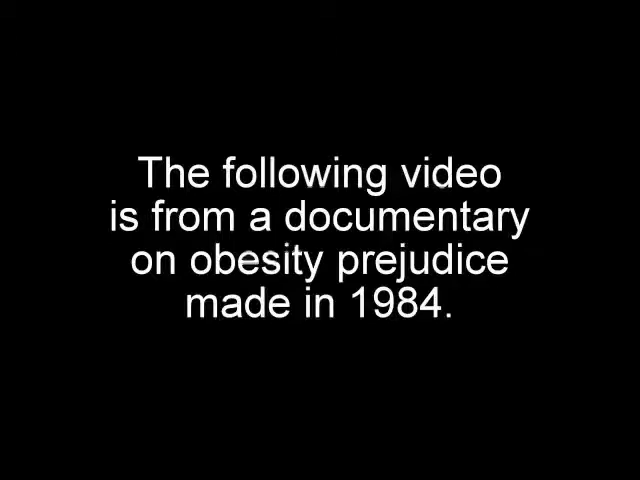 The following video
is from a documentary
on obesity prejudice
made in 1984.